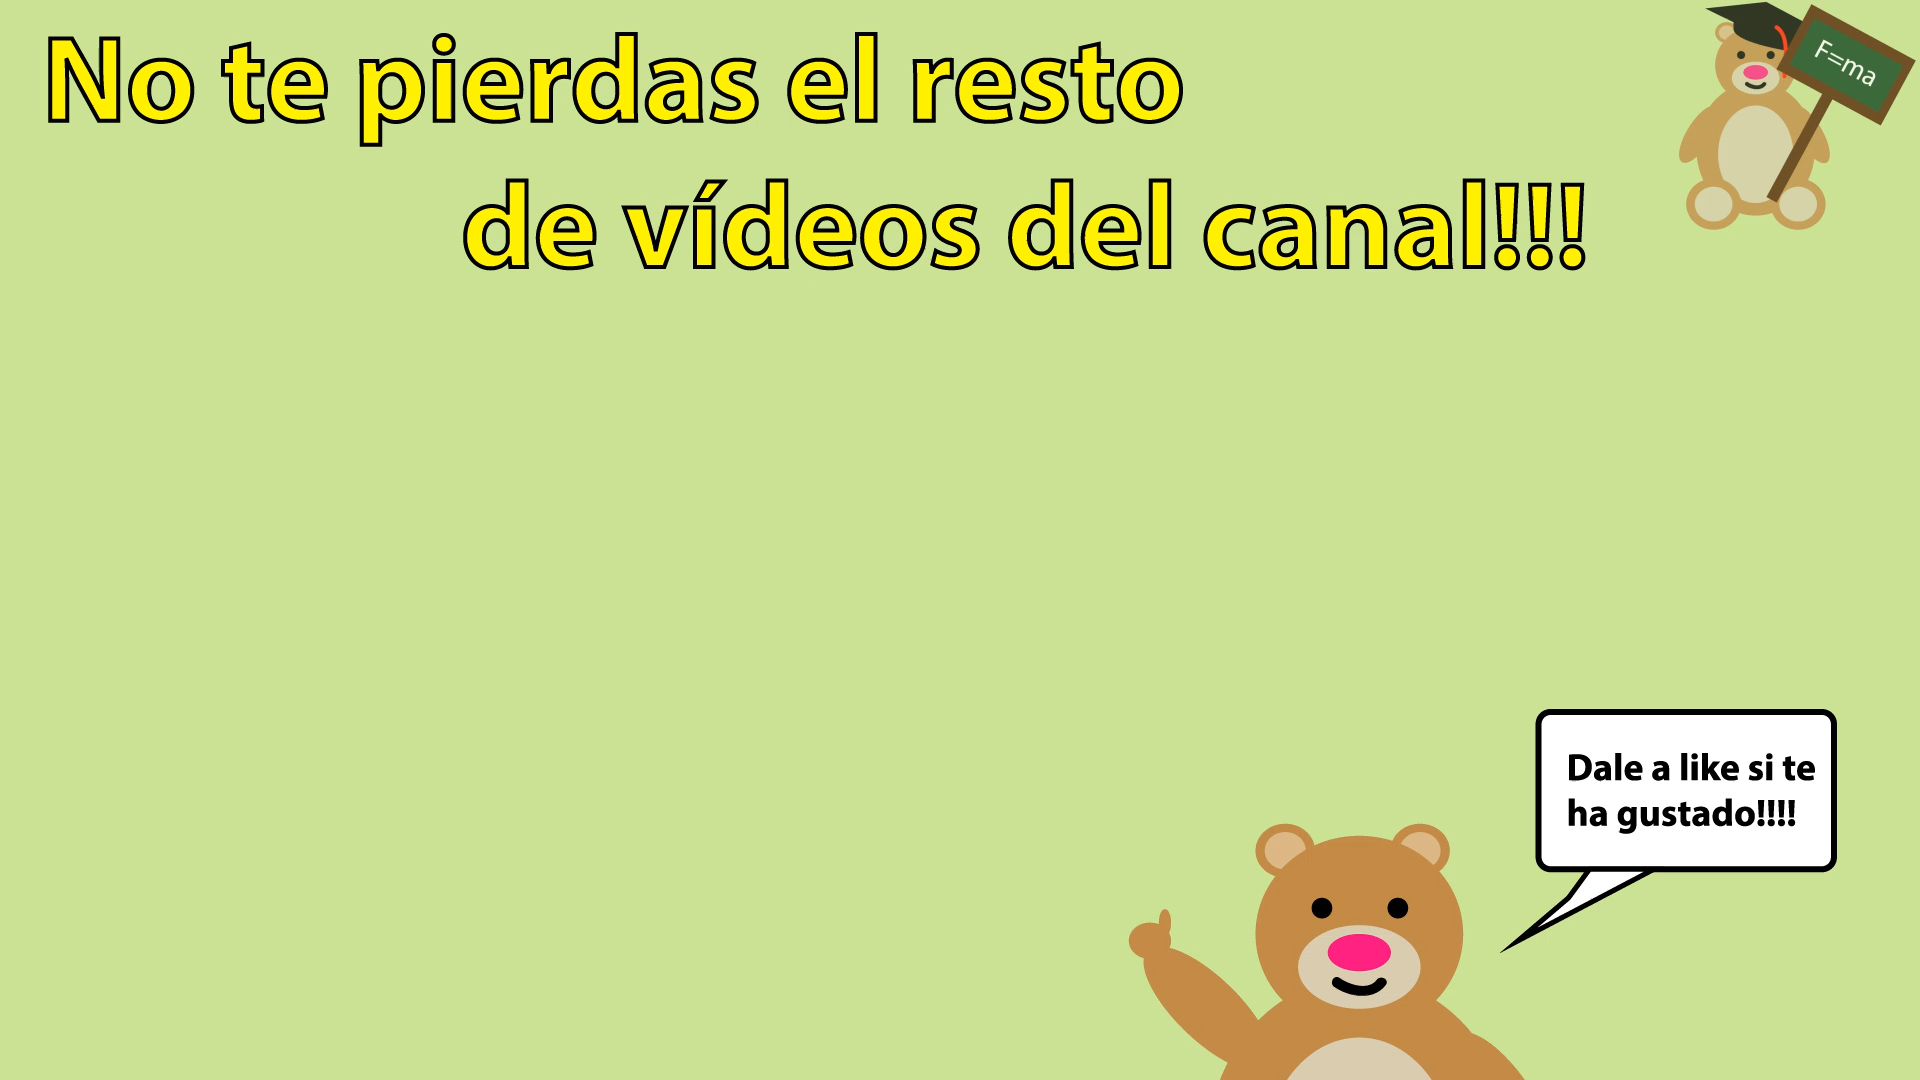 No te pierdas el resto
de vídeos del canal!!!
F=ma
Dale a like si te
ha gustado!!!!